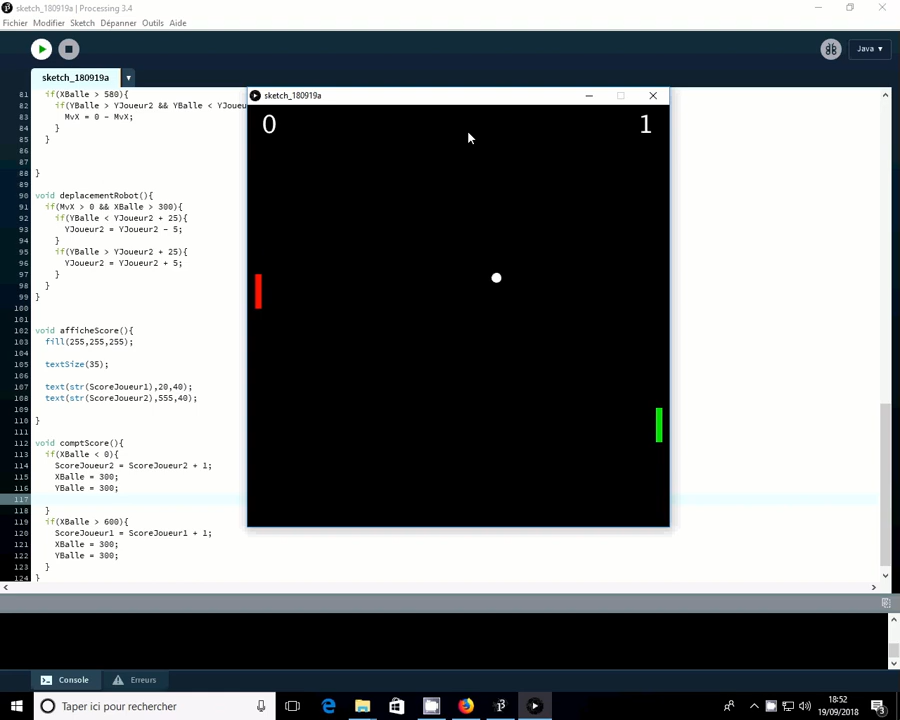 sketch_180919a | Processing 3.4
Fichier Modifier Sketch Dépanner Outils Aide
Java ▾
sketch_180919a
sketch_180919a
0 1
81 if(XBalle > 580){
82 if(YBalle > YJoueur2 && YBalle < YJoueu
83 MvX = 0 - MvX;
84 }
85 }
86
87
88 }
89
90 void deplacementRobot(){
91 if(MvX > 0 && XBalle > 300){
92 if(YBalle < YJoueur2 + 25){
93 YJoueur2 = YJoueur2 - 5;
94 }
95 if(YBalle > YJoueur2 + 25){
96 YJoueur2 = YJoueur2 + 5;
97 }
98 }
99 }
100
101
102 void afficheScore(){
103 fill(255,255,255);
104
105 textSize(35);
106
107 text(str(ScoreJoueur1),20,40);
108 text(str(ScoreJoueur2),555,40);
109
110 }
111
112 void comptScore(){
113 if(XBalle < 0){
114 ScoreJoueur2 = ScoreJoueur2 + 1;
115 XBalle = 300;
116 YBalle = 300;
117
118 }
119 if(XBalle > 600){
120 ScoreJoueur1 = ScoreJoueur1 + 1;
121 XBalle = 300;
122 YBalle = 300;
123 }
124 }
Console Erreurs
Taper ici pour rechercher
18:52
19/09/2018
3